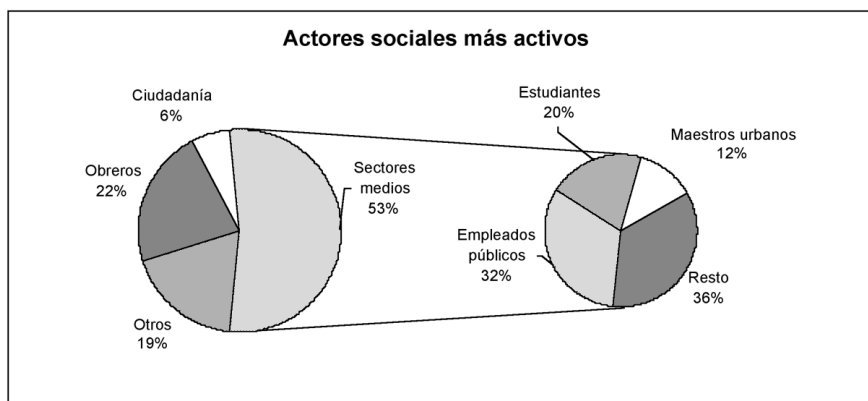 Actores sociales más activos
Ciudadanía
6%
Obreros
22%
Otros
19%
Sectores
medios
53%
Estudiantes
20%
Maestros urbanos
12%
Empleados
públicos
32%
Resto
36%